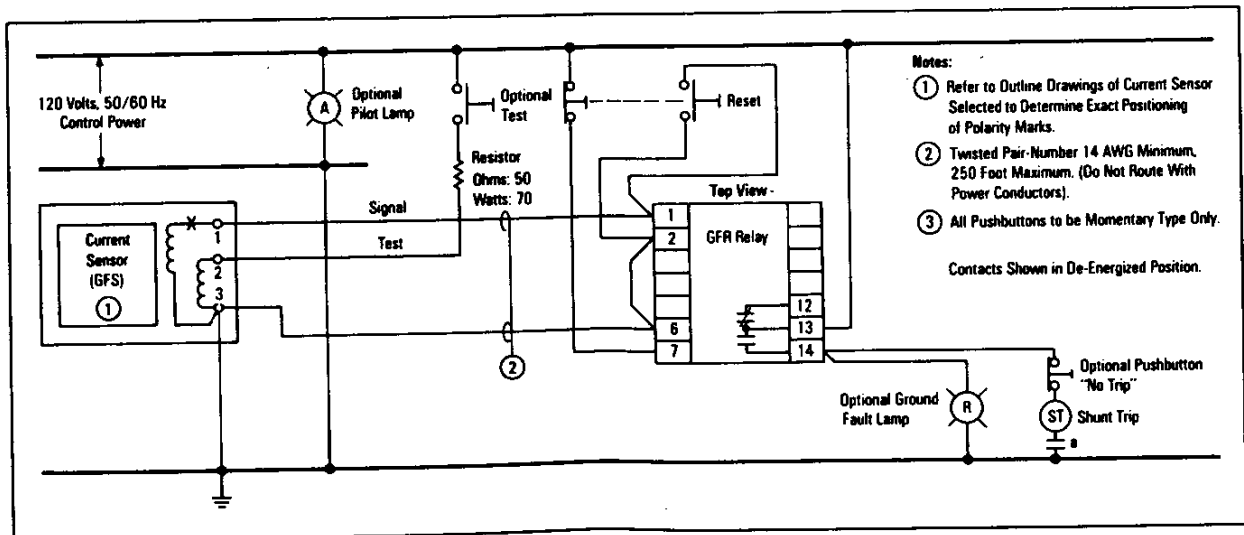 120 Volts, 50/60 Hz
Control Power
A
Optional
Pilot Lamp
Optional
Test
Reset
Resistor
Ohms: 50
Watts: 70
Signal
Test
Current
Sensor
(GFS)
1
1
2
3
2
Top View -
GFR Relay
1
2
6
7
12
13
14
Optional Ground
Fault Lamp
R
Optional Pushbutton
"No Trip"
ST
Shunt Trip
a
Notes:
1 Refer to Outline Drawings of Current Sensor
Selected to Determine Exact Positioning
of Polarity Marks.
2 Twisted Pair-Number 14 AWG Minimum,
250 Foot Maximum. (Do Not Route With
Power Conductors).
3 All Pushbuttons to be Momentary Type Only.
Contacts Shown in De-Energized Position.